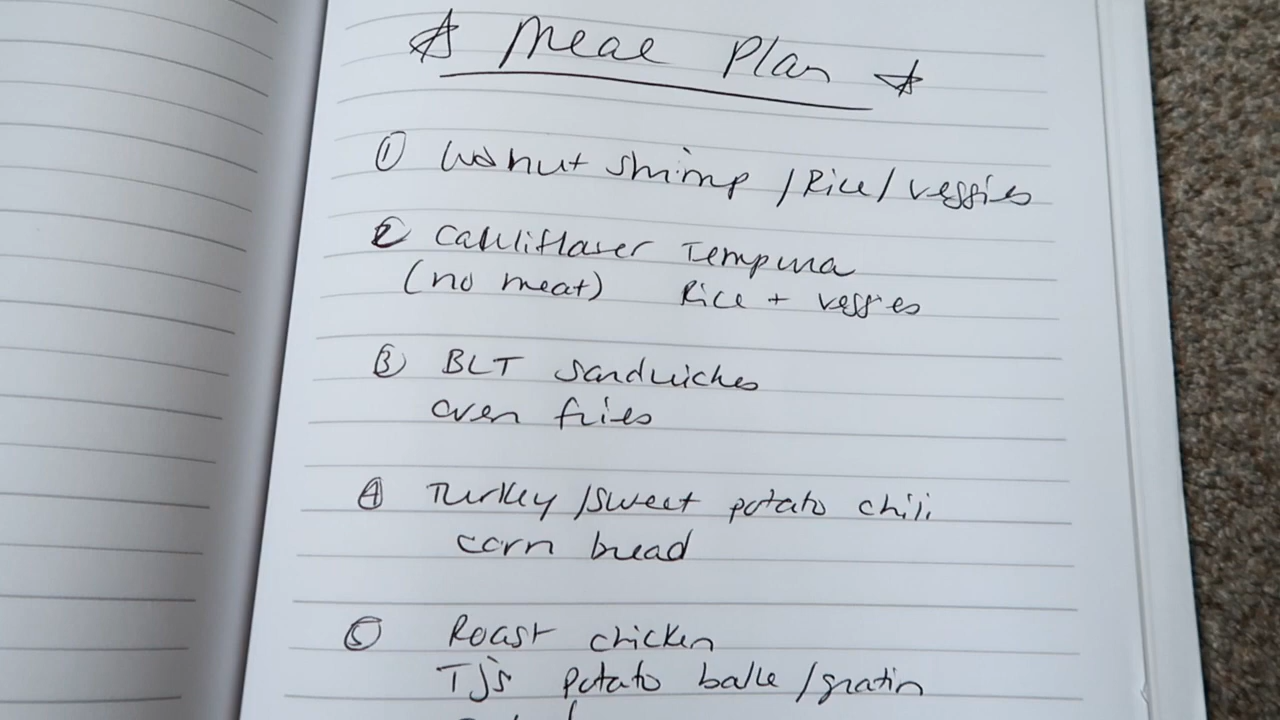 ☆ Meal Plan ☆
① Walnut shrimp / Rice / veggies
② Cauliflower Tempura
(no meat) Rice + veggies
③ BLT sandwiches
oven fries
④ Turkey / sweet potato chili
corn bread
⑤ Roast chicken
TJ's potato bake / gratin